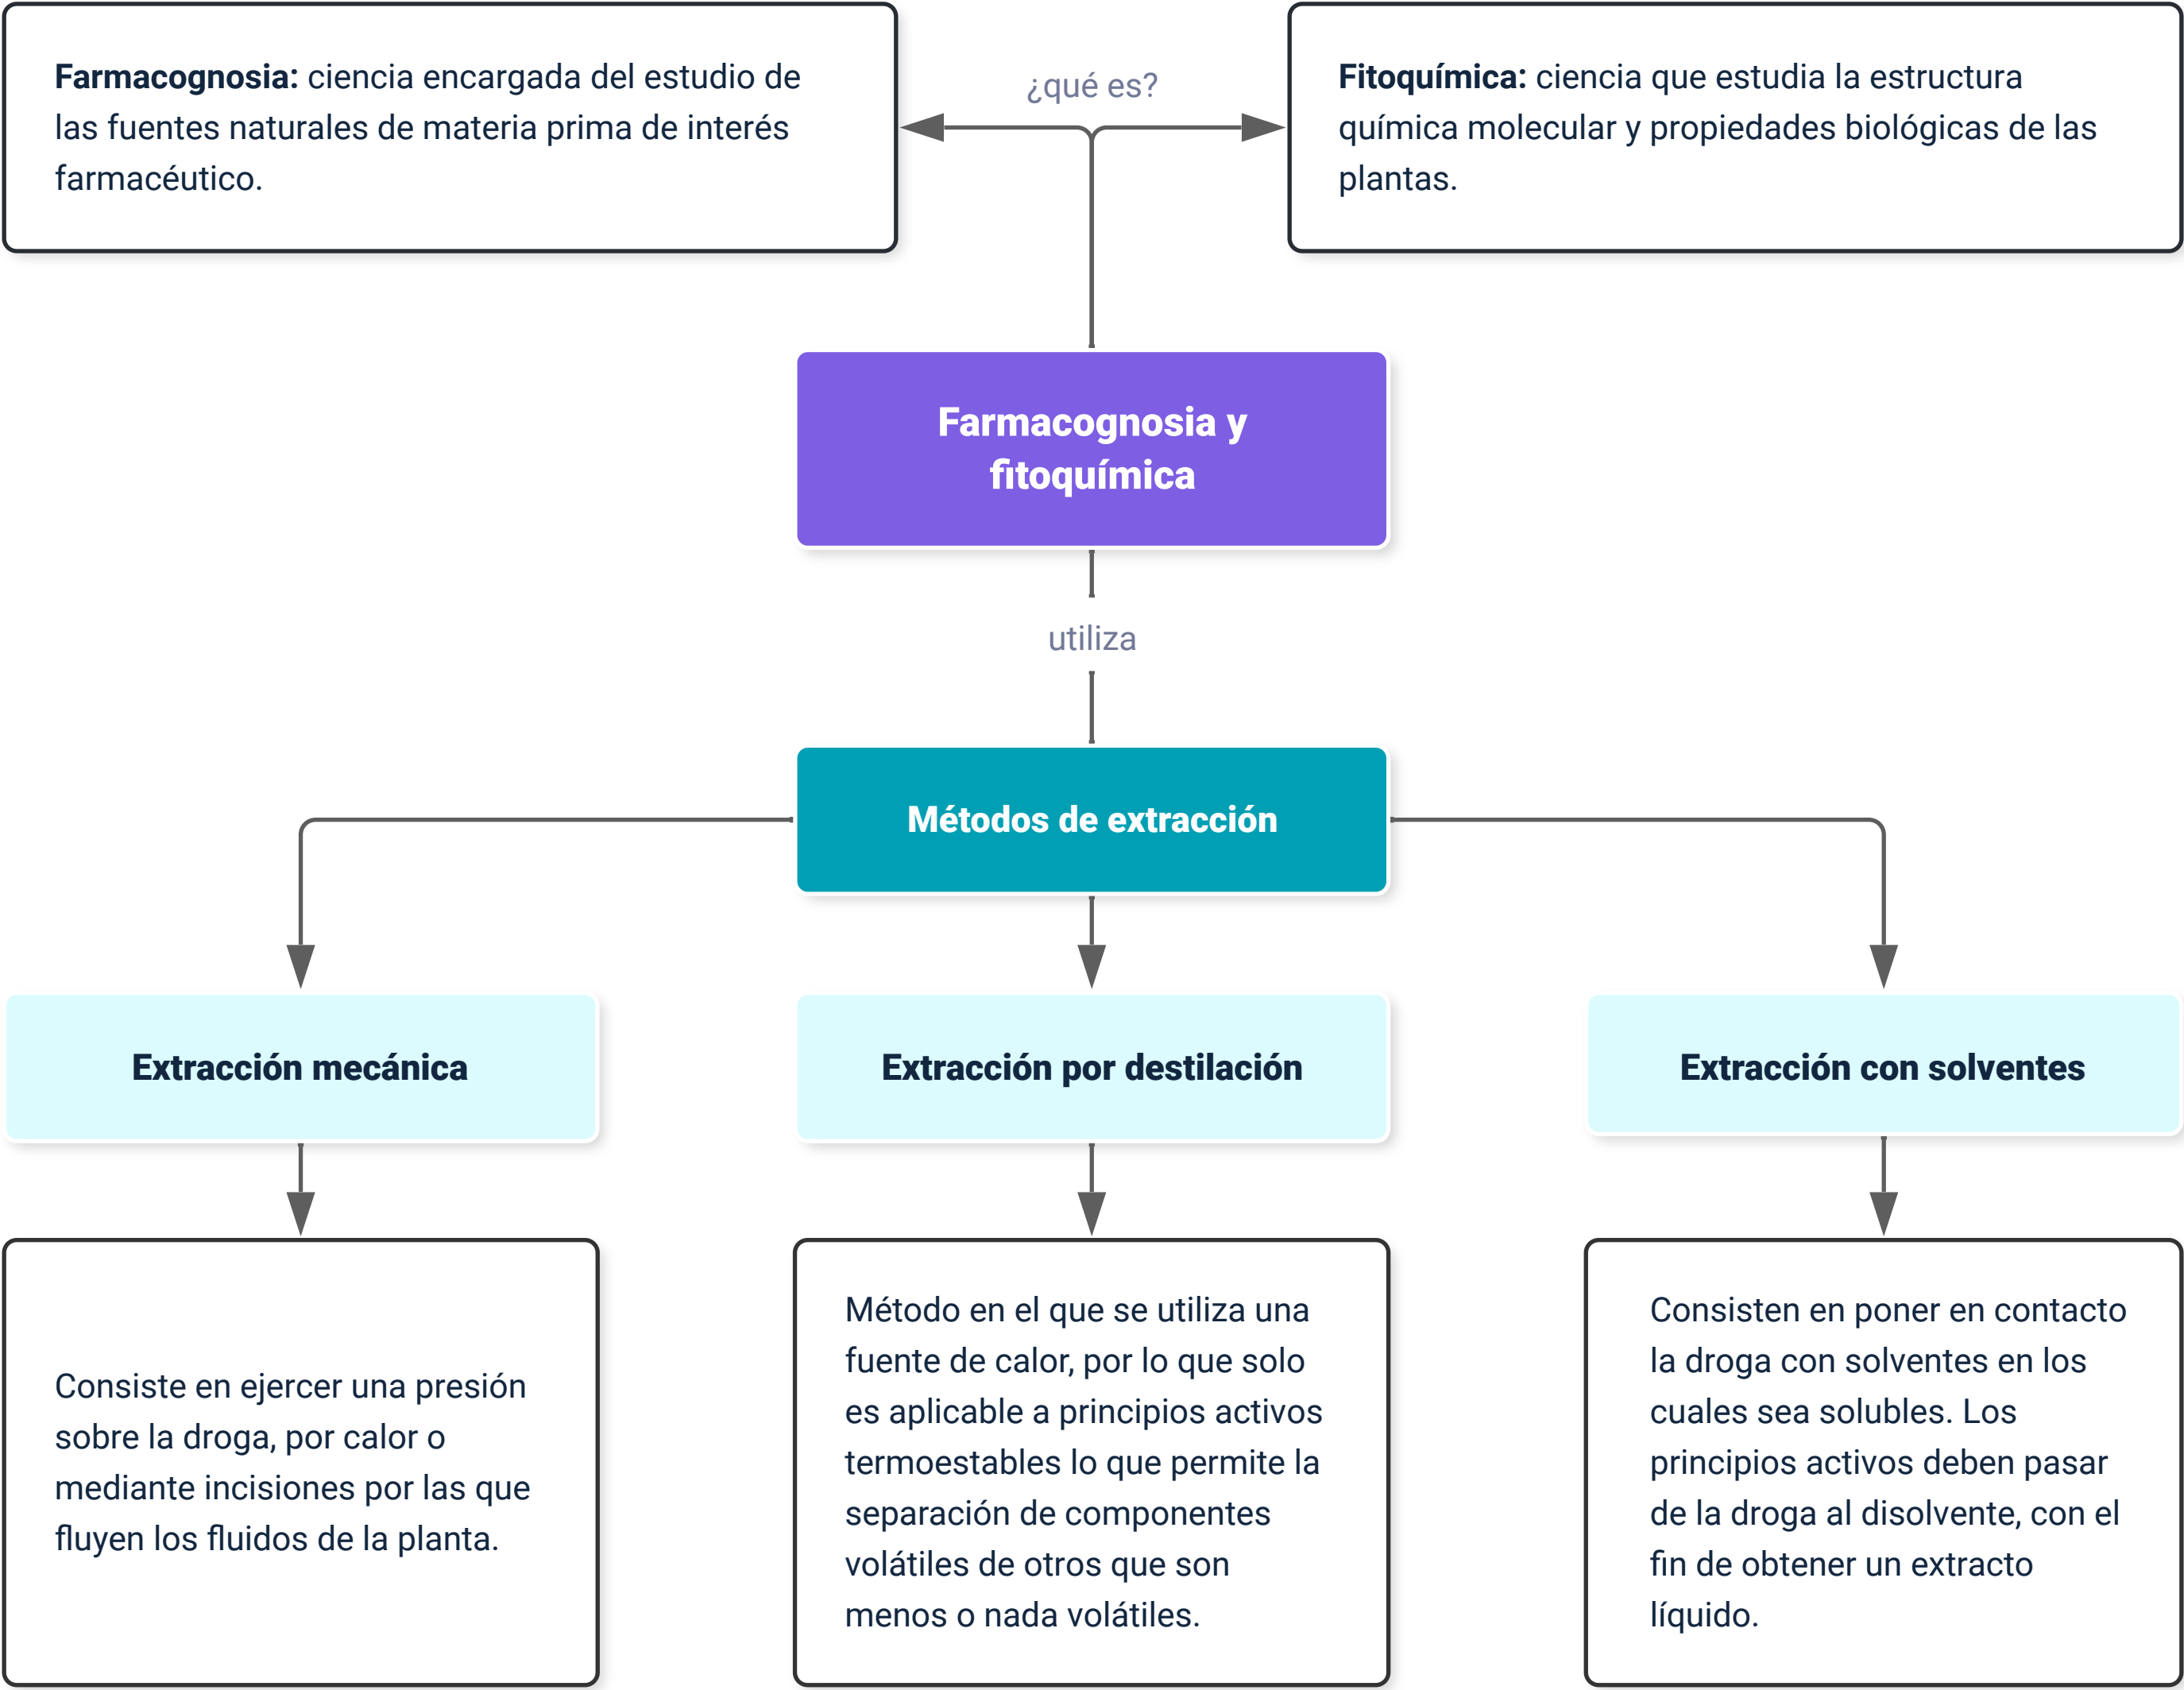 Farmacognosia: ciencia encargada del estudio de
las fuentes naturales de materia prima de interés
farmacéutico.
¿qué es?
Fitoquímica: ciencia que estudia la estructura
química molecular y propiedades biológicas de las
plantas.
Farmacognosia y
fitoquímica
utiliza
Métodos de extracción
Extracción mecánica
Extracción por destilación
Extracción con solventes
Consiste en ejercer una presión
sobre la droga, por calor o
mediante incisiones por las que
fluyen los fluidos de la planta.
Método en el que se utiliza una
fuente de calor, por lo que solo
es aplicable a principios activos
termoestables lo que permite la
separación de componentes
volátiles de otros que son
menos o nada volátiles.
Consisten en poner en contacto
la droga con solventes en los
cuales sea solubles. Los
principios activos deben pasar
de la droga al disolvente, con el
fin de obtener un extracto
líquido.